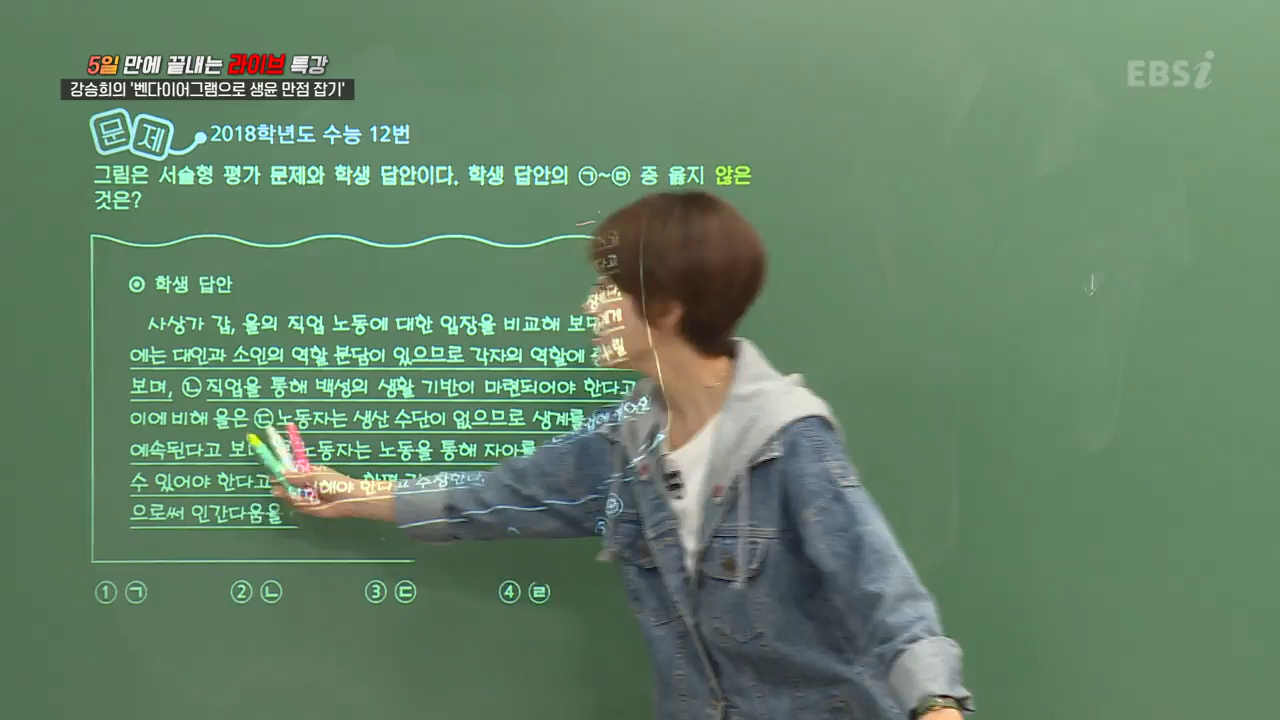 5일 만에 끝내는 라이브 특강
강승희의 '벤다이어그램으로 생윤 만점 잡기'
EBSi
문제 2018학년도 수능 12번
그림은 서술형 평가 문제와 학생 답안이다. 학생 답안의 ㉠~㉤ 중 옳지 않은
것은?
◉ 학생 답안
사상가 갑, 을의 직업 노동에 대한 입장을 비교해
에는 대인과 소인의 역할 분담이 있으므로 각자의 역할에
보며, ㉡직업을 통해 백성의 생활 기반이 마련되어야 한다고
이에 비해 을은 ㉢노동자는 생산 수단이 없으므로 생계를
에 속된다고 노동자는 노동을 통해 자아를
수 있어야 한다고
으로써 인간다움을
① ㉠ ② ㉡ ③ ㉢ ④ ㉣